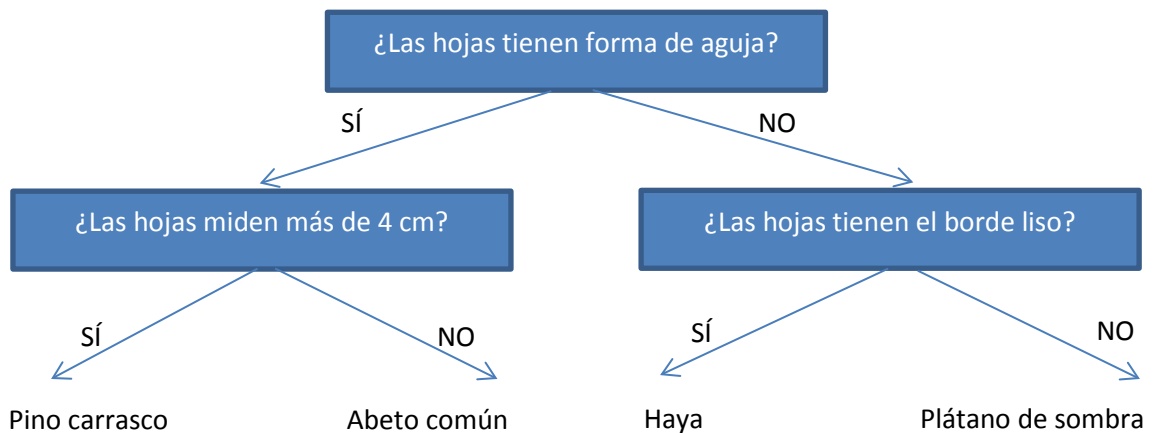 ¿Las hojas tienen forma de aguja?
SÍ
NO
¿Las hojas miden más de 4 cm?
¿Las hojas tienen el borde liso?
SÍ
NO
SÍ
NO
Pino carrasco
Abeto común
Haya
Plátano de sombra